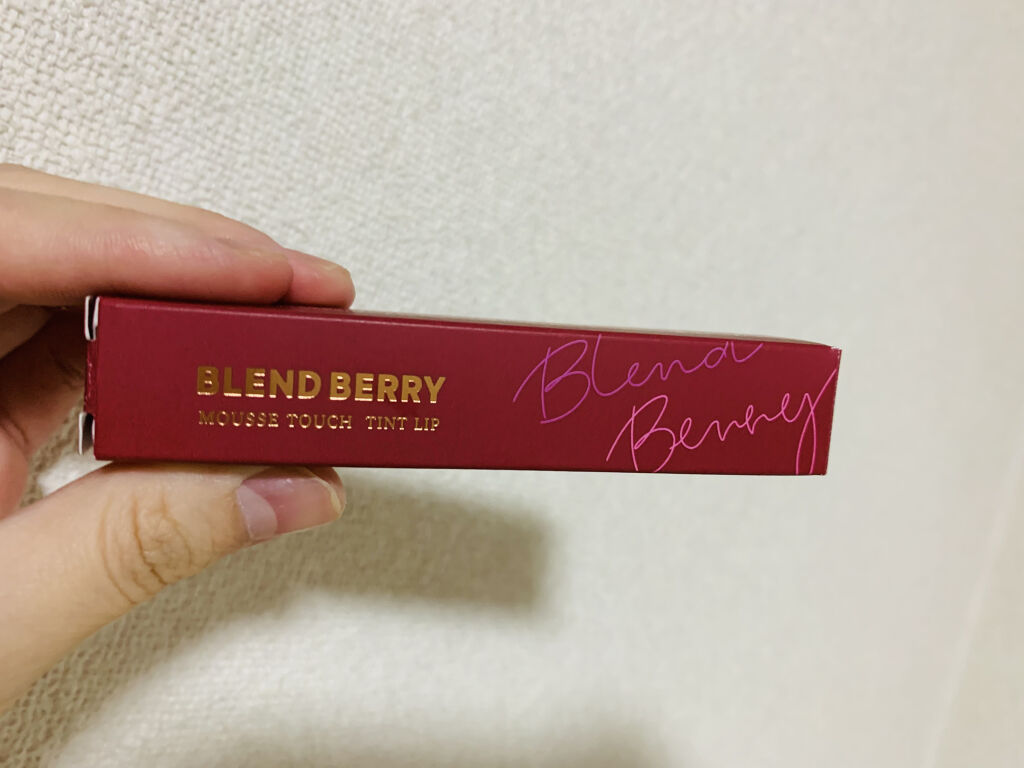 BLEND BERRY
MOUSSE TOUCH TINT LIP
Blend
Berry